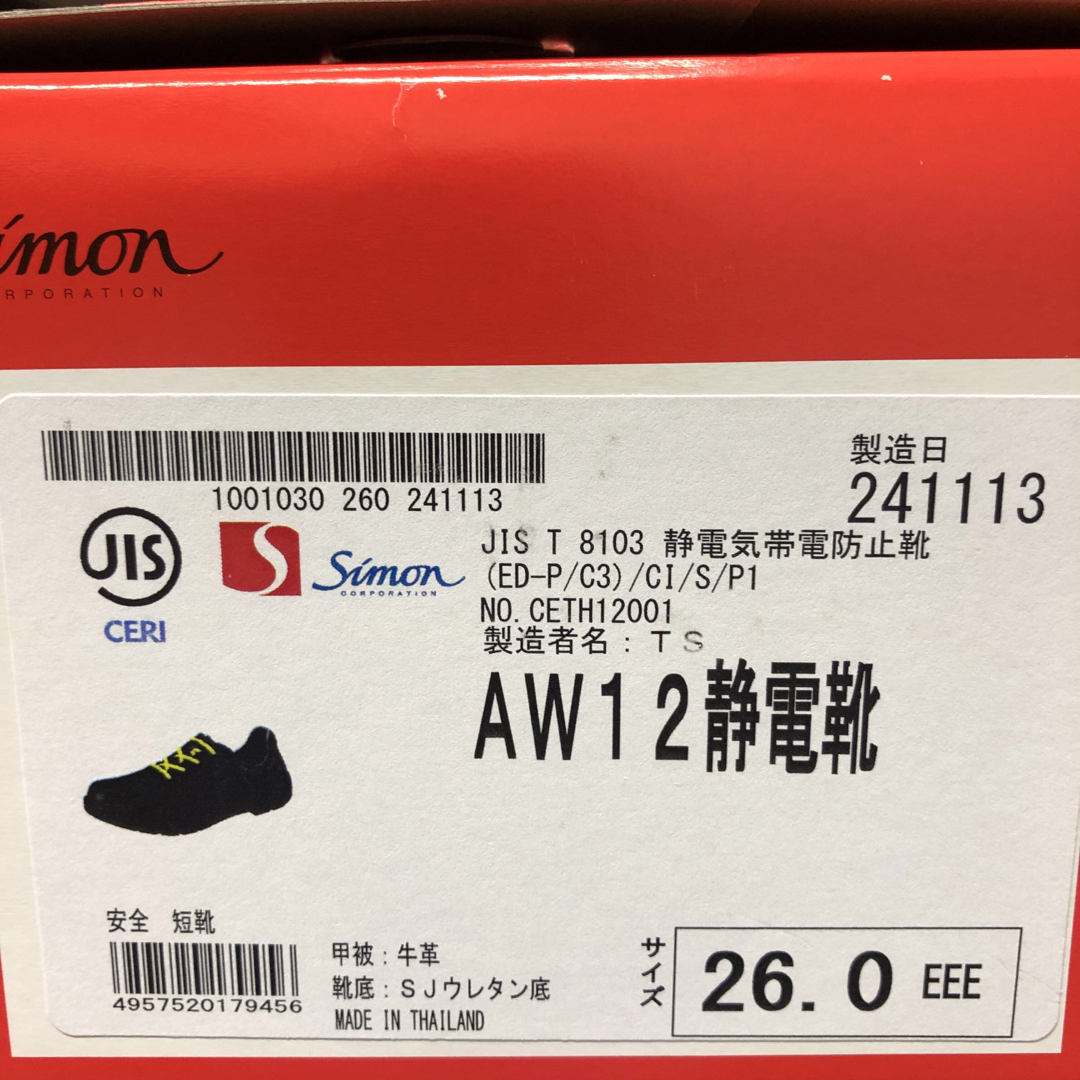 Simon
CORPORATION
製造日
241113
1001030 260 241113
JIS
CERI
Simon
CORPORATION
JIS T 8103 静電気帯電防止靴
(ED-P/C3)/CI/S/P1
NO.CETH12001
製造者名：ＴＳ
AW12静電靴
安全　短靴
4957520179456
甲被：牛革
靴底：ＳＪウレタン底
MADE IN THAILAND
サイズ
26.0 EEE